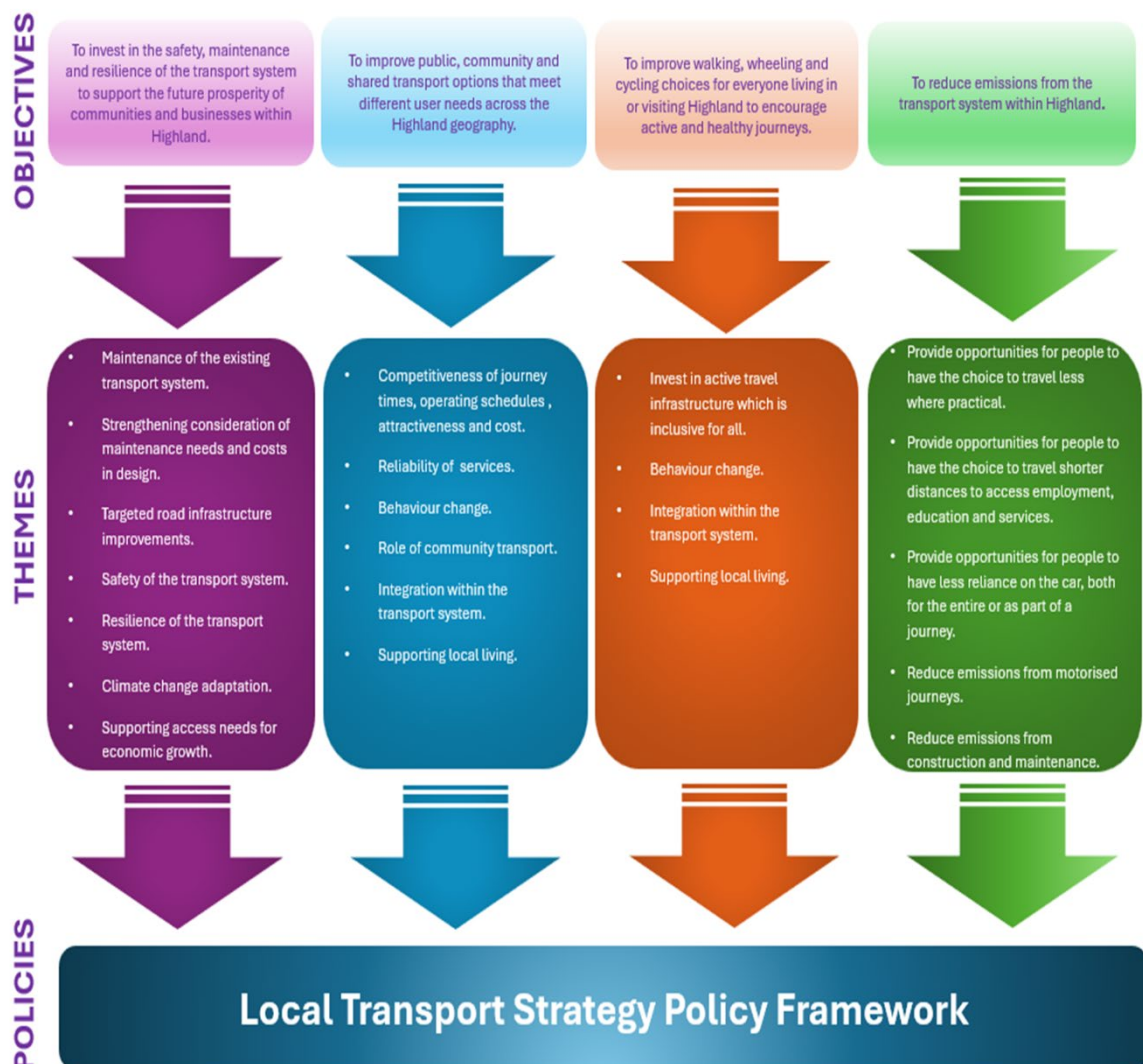 OBJECTIVES
To invest in the safety, maintenance
and resilience of the transport system
to support the future prosperity of
communities and businesses within
Highland.
To improve public, community and
shared transport options that meet
different user needs across the
Highland geography.
To improve walking, wheeling and
cycling choices for everyone living in
or visiting Highland to encourage
active and healthy journeys.
To reduce emissions from the
transport system within Highland.
THEMES
• Maintenance of the existing
transport system.
• Strengthening consideration of
maintenance needs and costs
in design.
• Targeted road infrastructure
improvements.
• Safety of the transport system.
• Resilience of the transport
system.
• Climate change adaptation.
• Supporting access needs for
economic growth.
• Competitiveness of journey
times, operating schedules ,
attractiveness and cost.
• Reliability of services.
• Behaviour change.
• Role of community transport.
• Integration within the
transport system.
• Supporting local living.
• Invest in active travel
infrastructure which is
inclusive for all.
• Behaviour change.
• Integration within the
transport system.
• Supporting local living.
• Provide opportunities for people to
have the choice to travel less
where practical.
• Provide opportunities for people to
have the choice to travel shorter
distances to access employment,
education and services.
• Provide opportunities for people to
have less reliance on the car, both
for the entire or as part of a
journey.
• Reduce emissions from motorised
journeys.
• Reduce emissions from
construction and maintenance.
POLICIES
Local Transport Strategy Policy Framework